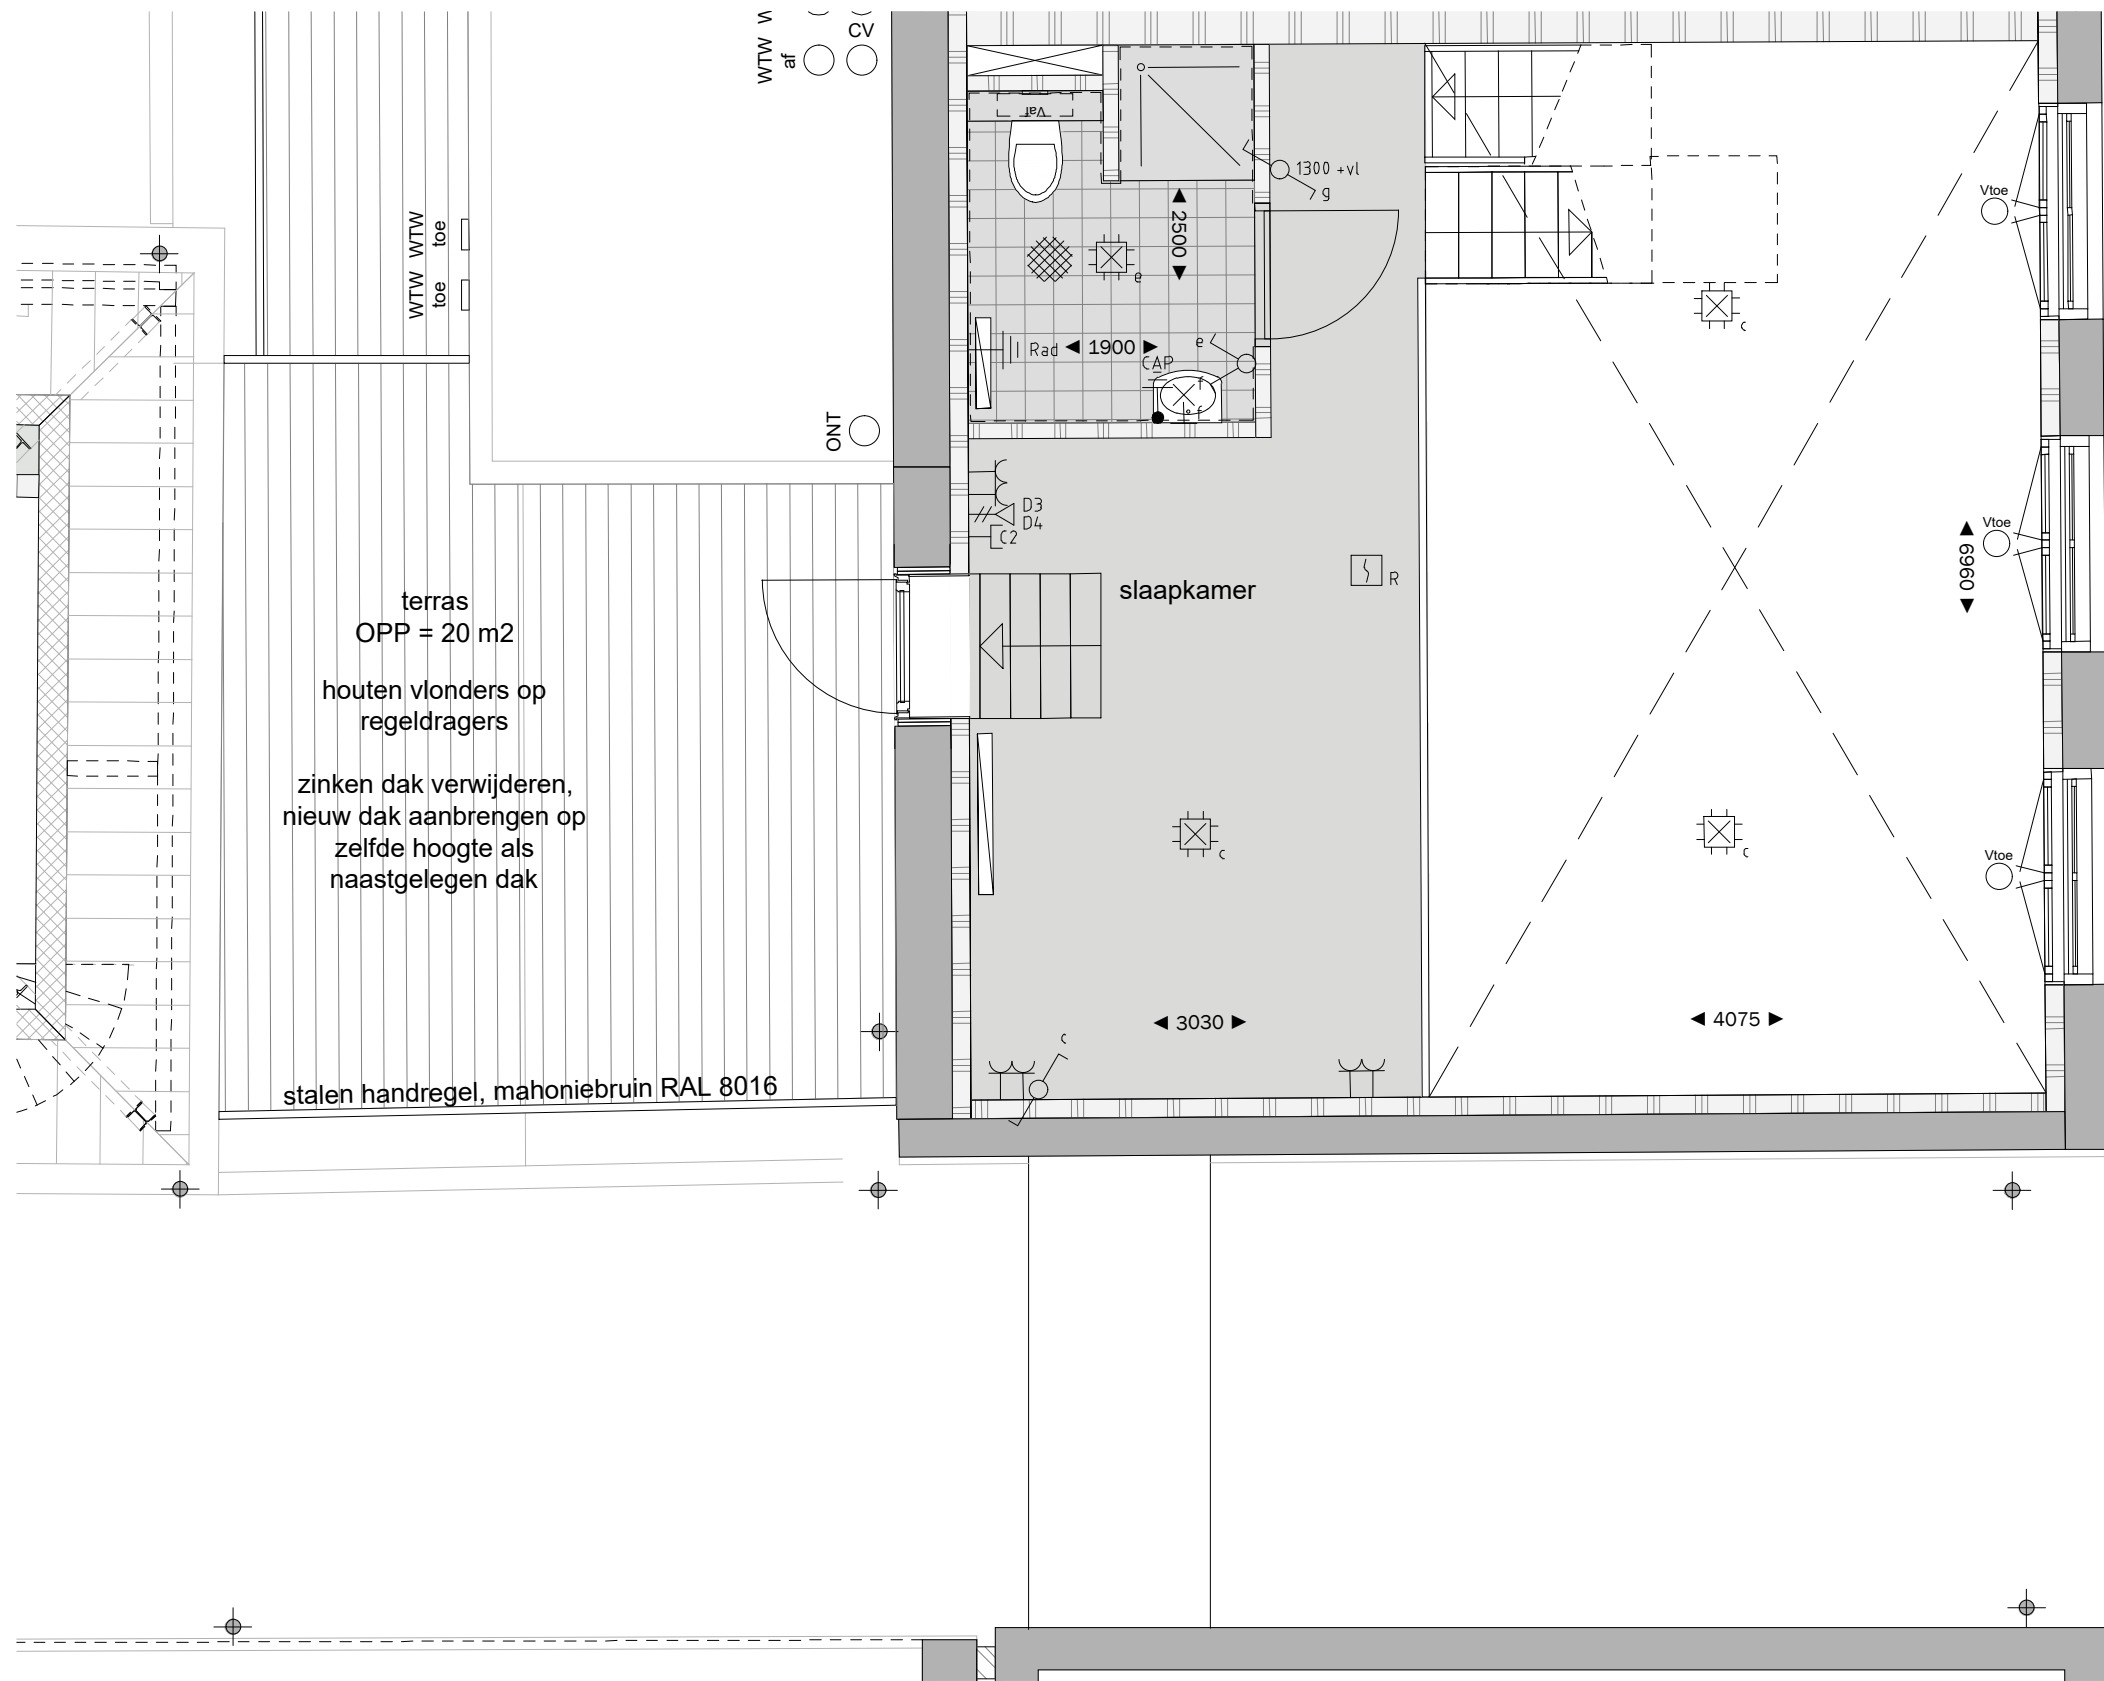 W
WTW
af
CV
Vaf
WTW
toe
WTW
toe
1300 +vl
g
2500
a
Vtoe
c
Rad
1900
e
CAP
f
f
ONT
D3
D4
C2
slaapkamer
R
Vtoe
6960
terras
OPP = 20 m2
houten vlonders op
regeldragers
zinken dak verwijderen,
nieuw dak aanbrengen op
zelfde hoogte als
naastgelegen dak
c
c
Vtoe
3030
4075
c
stalen handregel, mahoniebruin RAL 8016